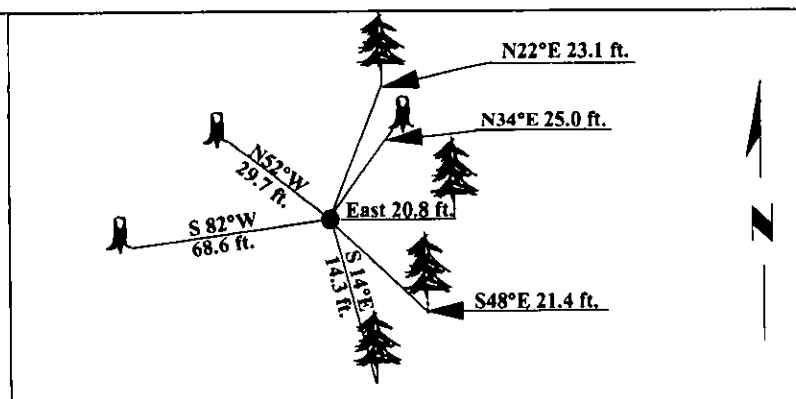 N22°E 23.1 ft.
N34°E 25.0 ft.
N52°W
29.7 ft.
East 20.8 ft.
S 82°W
68.6 ft.
S 14°E
14.3 ft.
S48°E 21.4 ft.
N